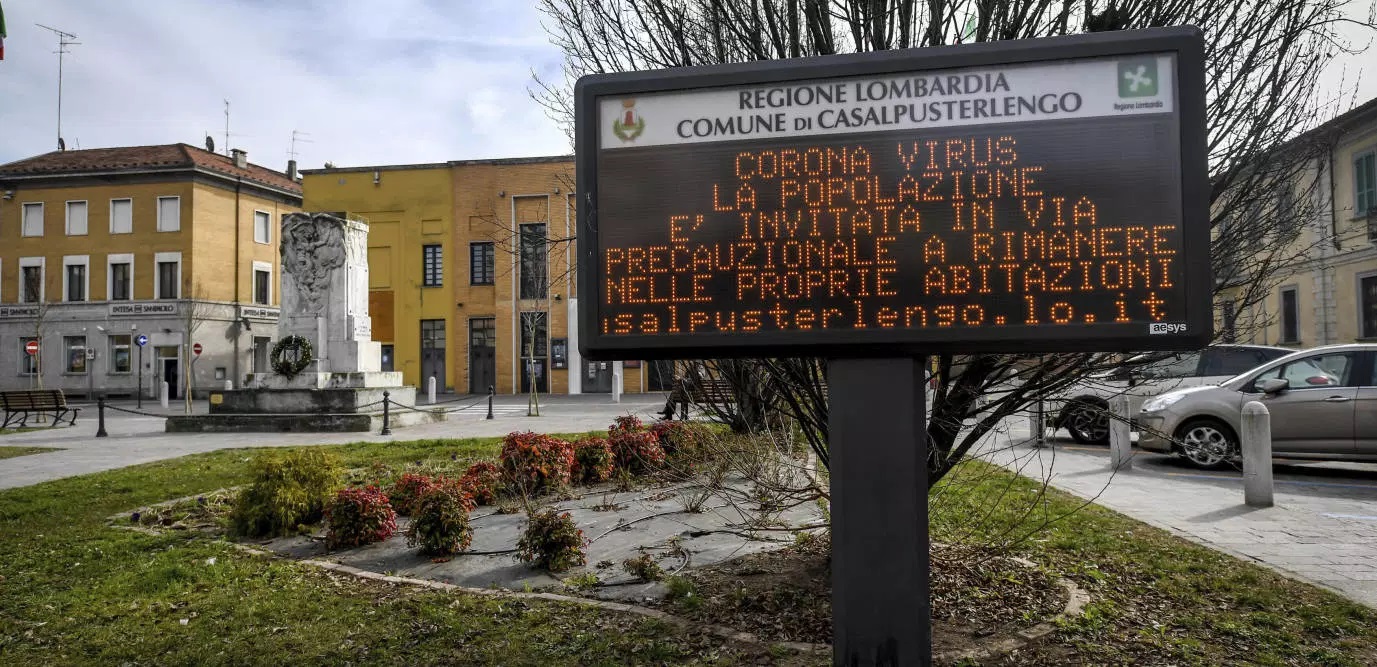 REGIONE LOMBARDIA
COMUNE DI CASALPUSTERLENGO
Regione Lombardia
CORONA VIRUS
LA POPOLAZIONE
E' INVITATA IN VIA
PRECAUZIONALE A RIMANERE
NELLE PROPRIE ABITAZIONI
salpusterlengo.lo.it
aesys
INTESA SANPAOLO